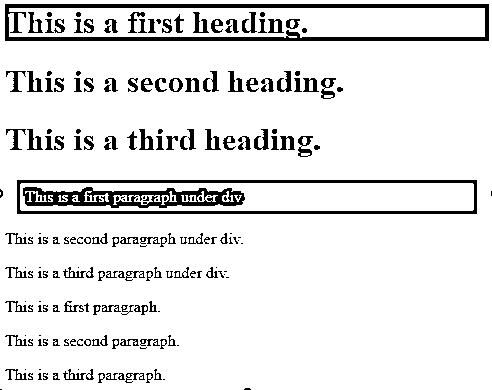 This is a first heading.
This is a second heading.
This is a third heading.
This is a first paragraph under div.
This is a second paragraph under div.
This is a third paragraph under div.
This is a first paragraph.
This is a second paragraph.
This is a third paragraph.